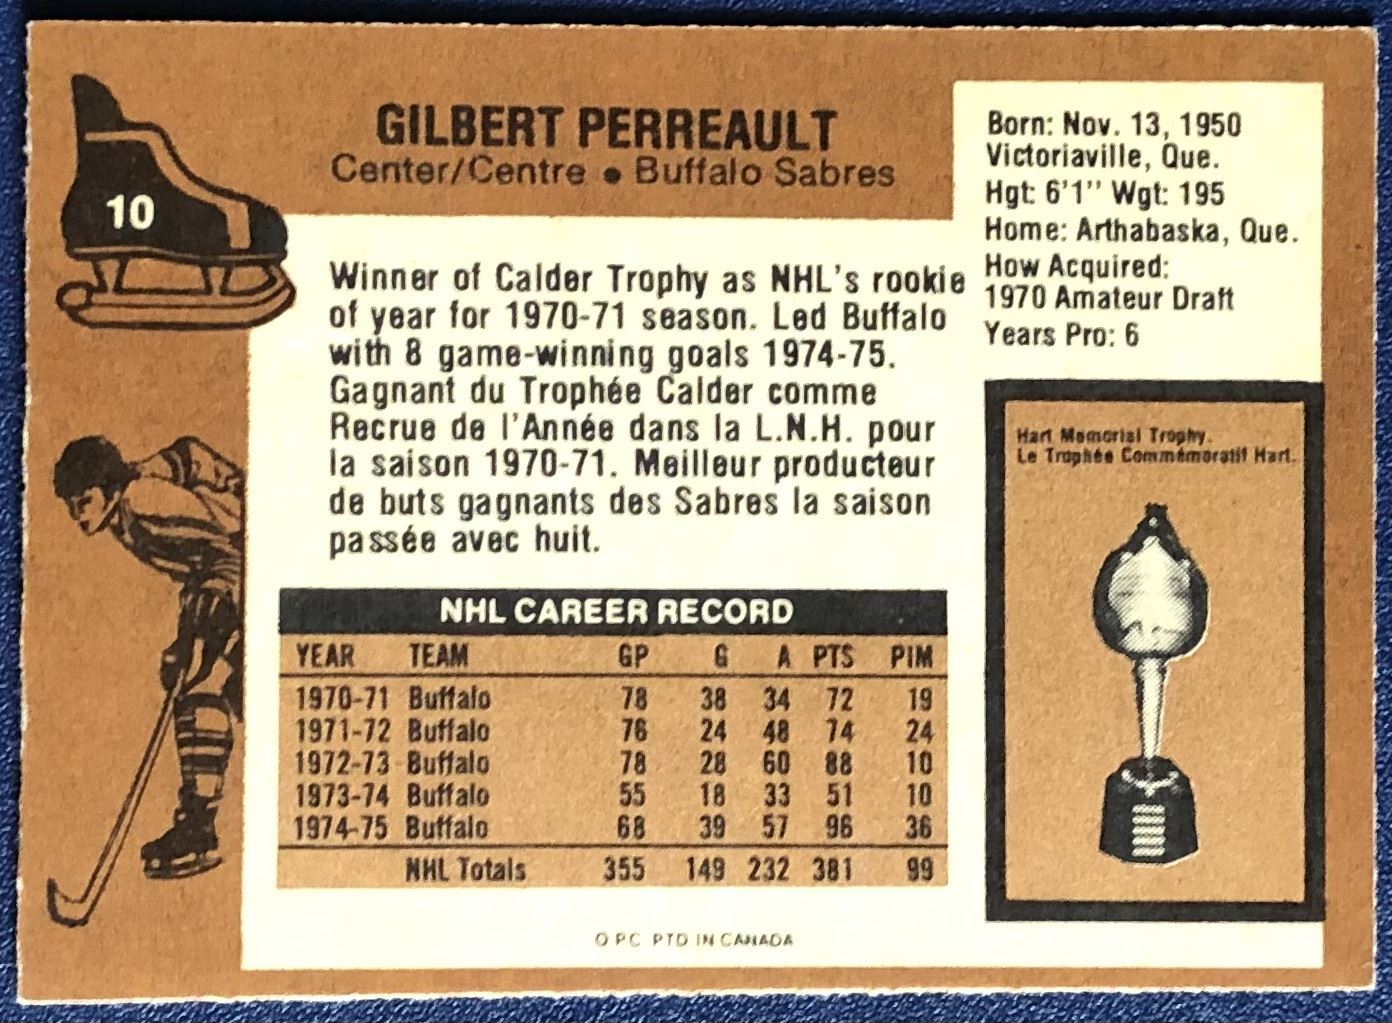 10
GILBERT PERREAULT
Center/Centre • Buffalo Sabres
Born: Nov. 13, 1950
Victoriaville, Que.
Hgt: 6'1" Wgt: 195
Home: Arthabaska, Que.
How Acquired:
1970 Amateur Draft
Years Pro: 6
Winner of Calder Trophy as NHL's rookie
of year for 1970-71 season. Led Buffalo
with 8 game-winning goals 1974-75.
Gagnant du Trophée Calder comme
Recrue de l'Année dans la L.N.H. pour
la saison 1970-71. Meilleur producteur
de buts gagnants des Sabres la saison
passée avec huit.
Hart Memorial Trophy.
Le Trophée Commémoratif Hart.
NHL CAREER RECORD
YEAR TEAM GP G A PTS PIM
1970-71 Buffalo 78 38 34 72 19
1971-72 Buffalo 76 24 48 74 24
1972-73 Buffalo 78 28 60 88 10
1973-74 Buffalo 55 18 33 51 10
1974-75 Buffalo 68 39 57 96 36
NHL Totals 355 149 232 381 99
O PC PTD IN CANADA